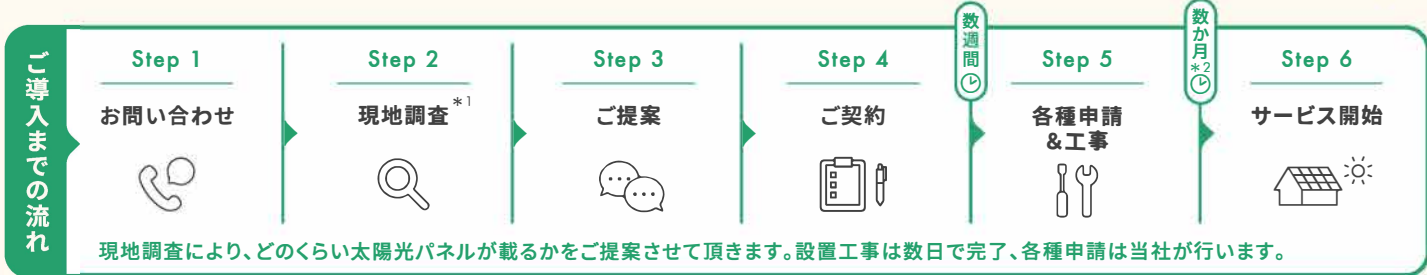 ご導入までの流れ
Step 1
お問い合わせ
Step 2
現地調査*1
Step 3
ご提案
Step 4
ご契約
数週間
Step 5
各種申請
&工事
数か月*2
Step 6
サービス開始
現地調査により、どのくらい太陽光パネルが載るかをご提案させて頂きます。設置工事は数日で完了、各種申請は当社が行います。